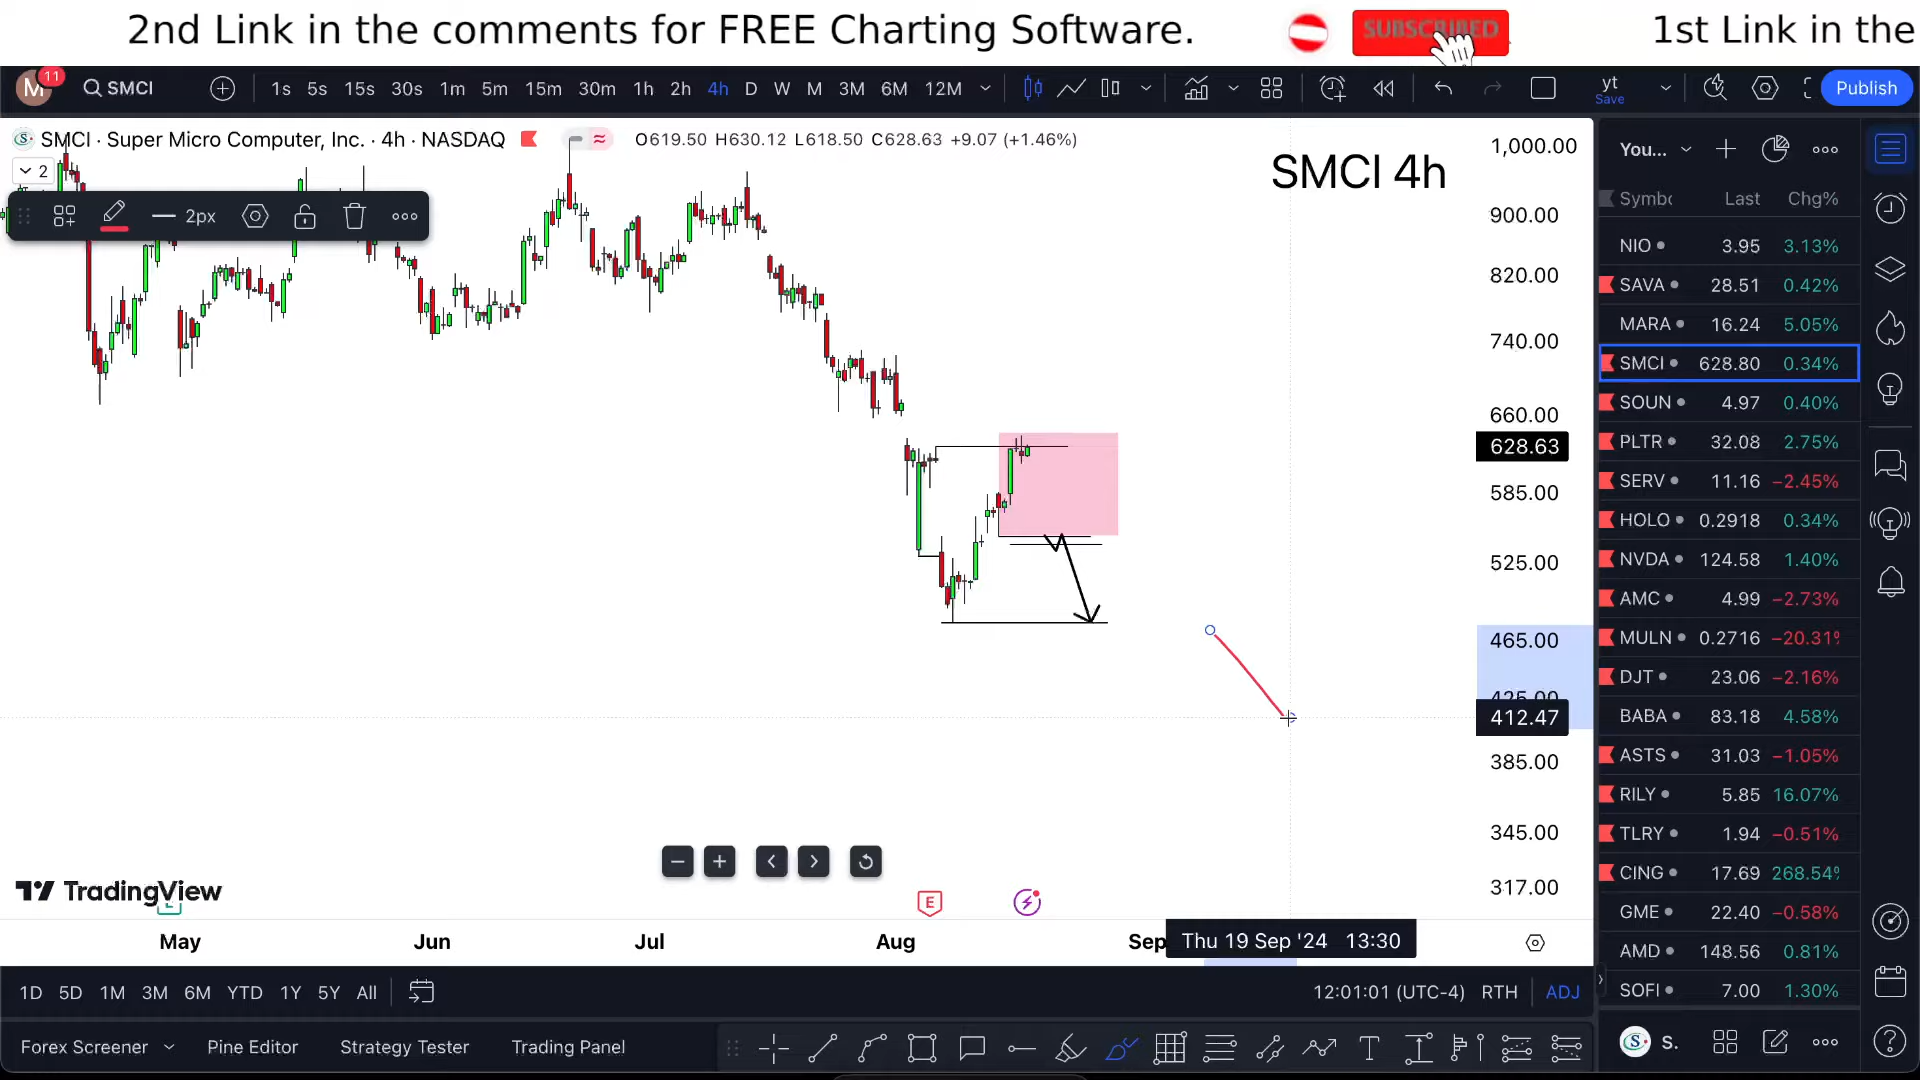 2nd Link in the comments for FREE Charting Software.
SUBSCRIBED
1st Link in the
M 11 SMCI 1s 5s 15s 30s 1m 5m 15m 30m 1h 2h 4h D W M 3M 6M 12M yt Save Publish
SMCI · Super Micro Computer, Inc. · 4h · NASDAQ O619.50 H630.12 L618.50 C628.63 +9.07 (+1.46%)
2
2px
SMCI 4h
1,000.00
900.00
820.00
740.00
660.00
628.63
585.00
525.00
465.00
425.00
412.47
385.00
345.00
317.00
You...
Last Chg%
NIO 3.95 3.13%
SAVA 28.51 0.42%
MARA 16.24 5.05%
SMCI 628.80 0.34%
SOUN 4.97 0.40%
PLTR 32.08 2.75%
SERV 11.16 −2.45%
HOLO 0.2918 0.34%
NVDA 124.58 1.40%
AMC 4.99 −2.73%
MULN 0.2716 −20.31
DJT 23.06 −2.16%
BABA 83.18 4.58%
ASTS 31.03 −1.05%
RILY 5.85 16.07%
TLRY 1.94 −0.51%
CING 17.69 268.54
GME 22.40 −0.58%
AMD 148.56 0.81%
SOFI 7.00 1.30%
TradingView
E
E
May Jun Jul Aug Sep Thu 19 Sep '24 13:30
1D 5D 1M 3M 6M YTD 1Y 5Y All 12:01:01 (UTC-4) RTH ADJ
Forex Screener Pine Editor Strategy Tester Trading Panel
S S.